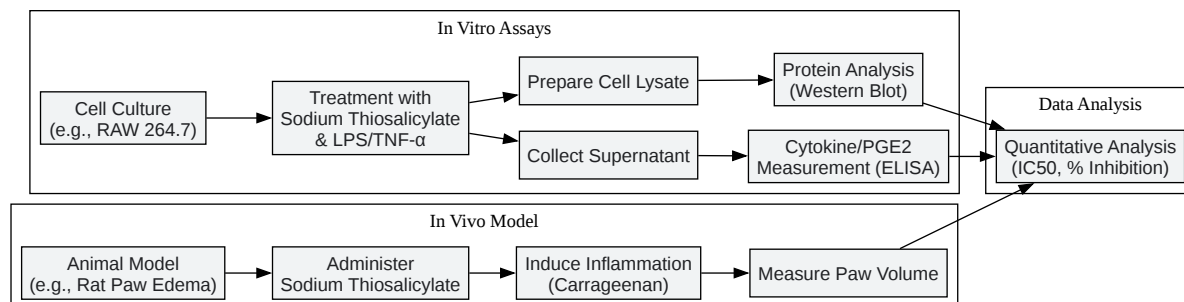 In Vitro Assays
Cell Culture
(e.g., RAW 264.7)
Treatment with
Sodium Thiosalicylate
& LPS/TNF-α
Prepare Cell Lysate
Protein Analysis
(Western Blot)
Collect Supernatant
Cytokine/PGE2
Measurement (ELISA)
Data Analysis
Quantitative Analysis
(IC50, % Inhibition)
In Vivo Model
Animal Model
(e.g., Rat Paw Edema)
Administer
Sodium Thiosalicylate
Induce Inflammation
(Carrageenan)
Measure Paw Volume